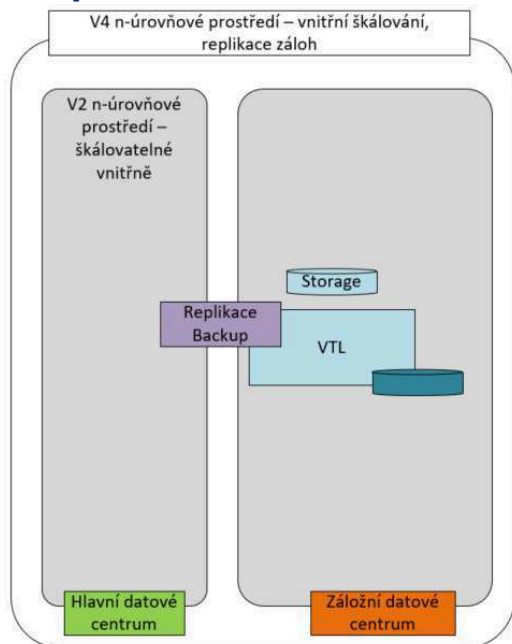 V4 n-úrovňové prostředí – vnitřní škálování,
replikace záloh
V2 n-úrovňové
prostředí –
škálovatelné
vnitřně
Storage
Replikace
Backup
VTL
Hlavní datové
centrum
Záložní datové
centrum